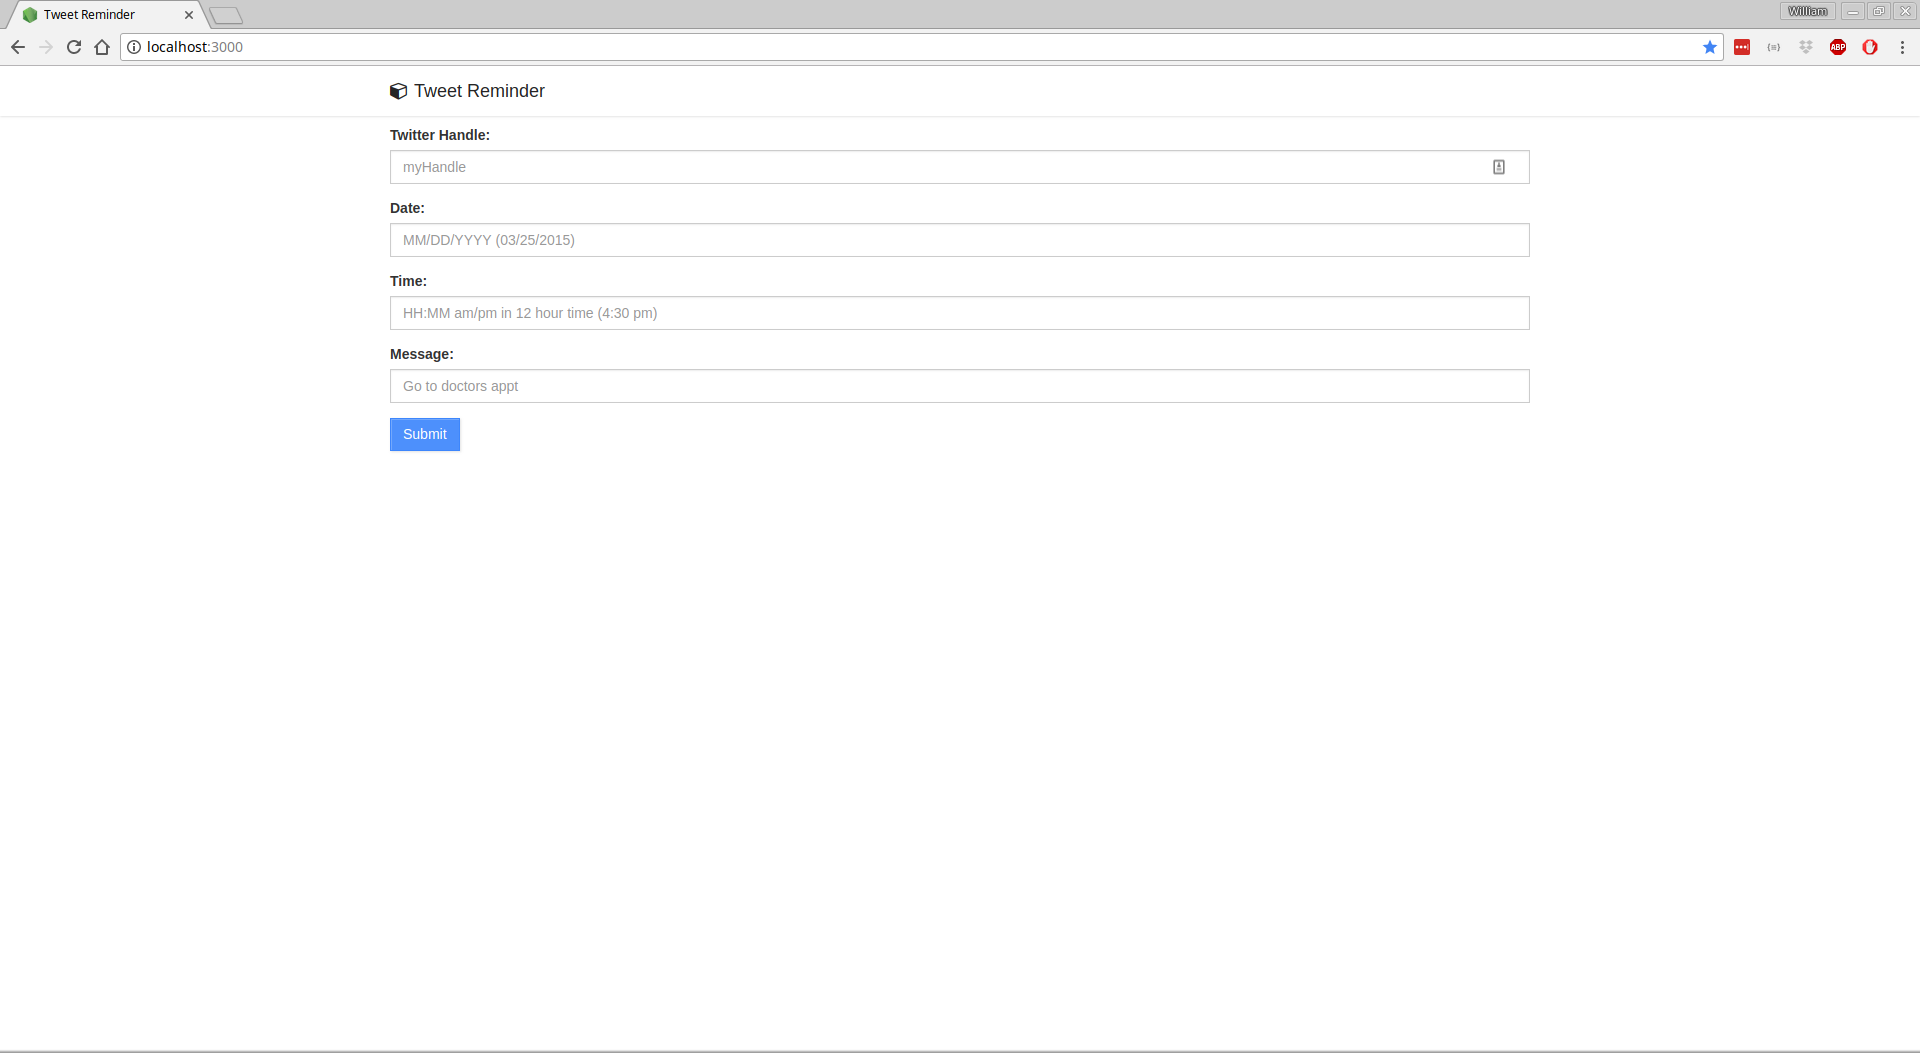 Tweet Reminder
William
localhost:3000
ABP
Tweet Reminder
Twitter Handle:
myHandle
Date:
MM/DD/YYYY (03/25/2015)
Time:
HH:MM am/pm in 12 hour time (4:30 pm)
Message:
Go to doctors appt
Submit